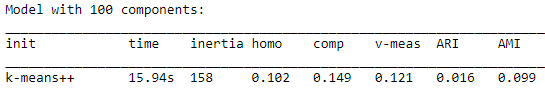 Model with 100 components:
init time inertia homo comp v-meas ARI AMI
k-means++ 15.94s 158 0.102 0.149 0.121 0.016 0.099